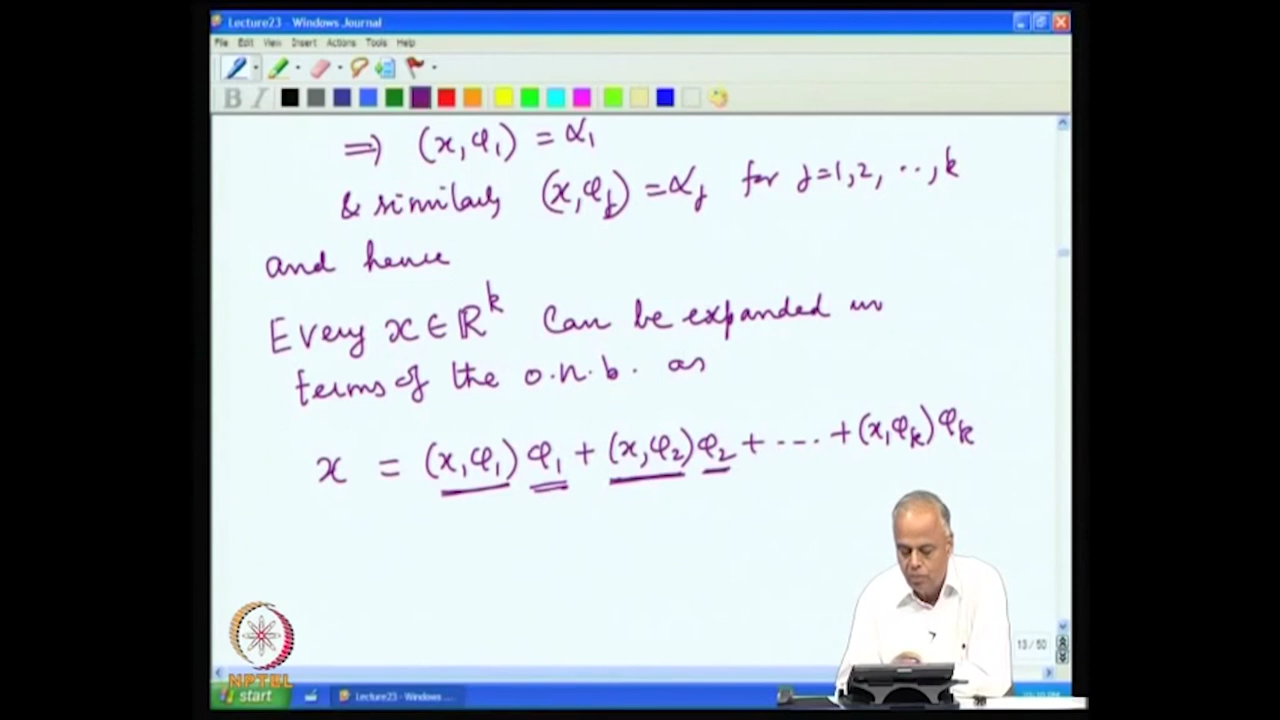 Lecture23 - Windows Journal
File Edit View Insert Actions Tools Help
B I
⇒ (x, φ₁) = α₁
& similarly (x, φⱼ) = αⱼ for j=1,2, ··, k
and hence
Every x ∈ ℝᵏ can be expanded in
terms of the o.n.b. as
x = (x, φ₁) φ₁ + (x, φ₂) φ₂ + ---- + (x, φₖ) φₖ
13 / 50
NPTEL
start Lecture23 - Windows ...